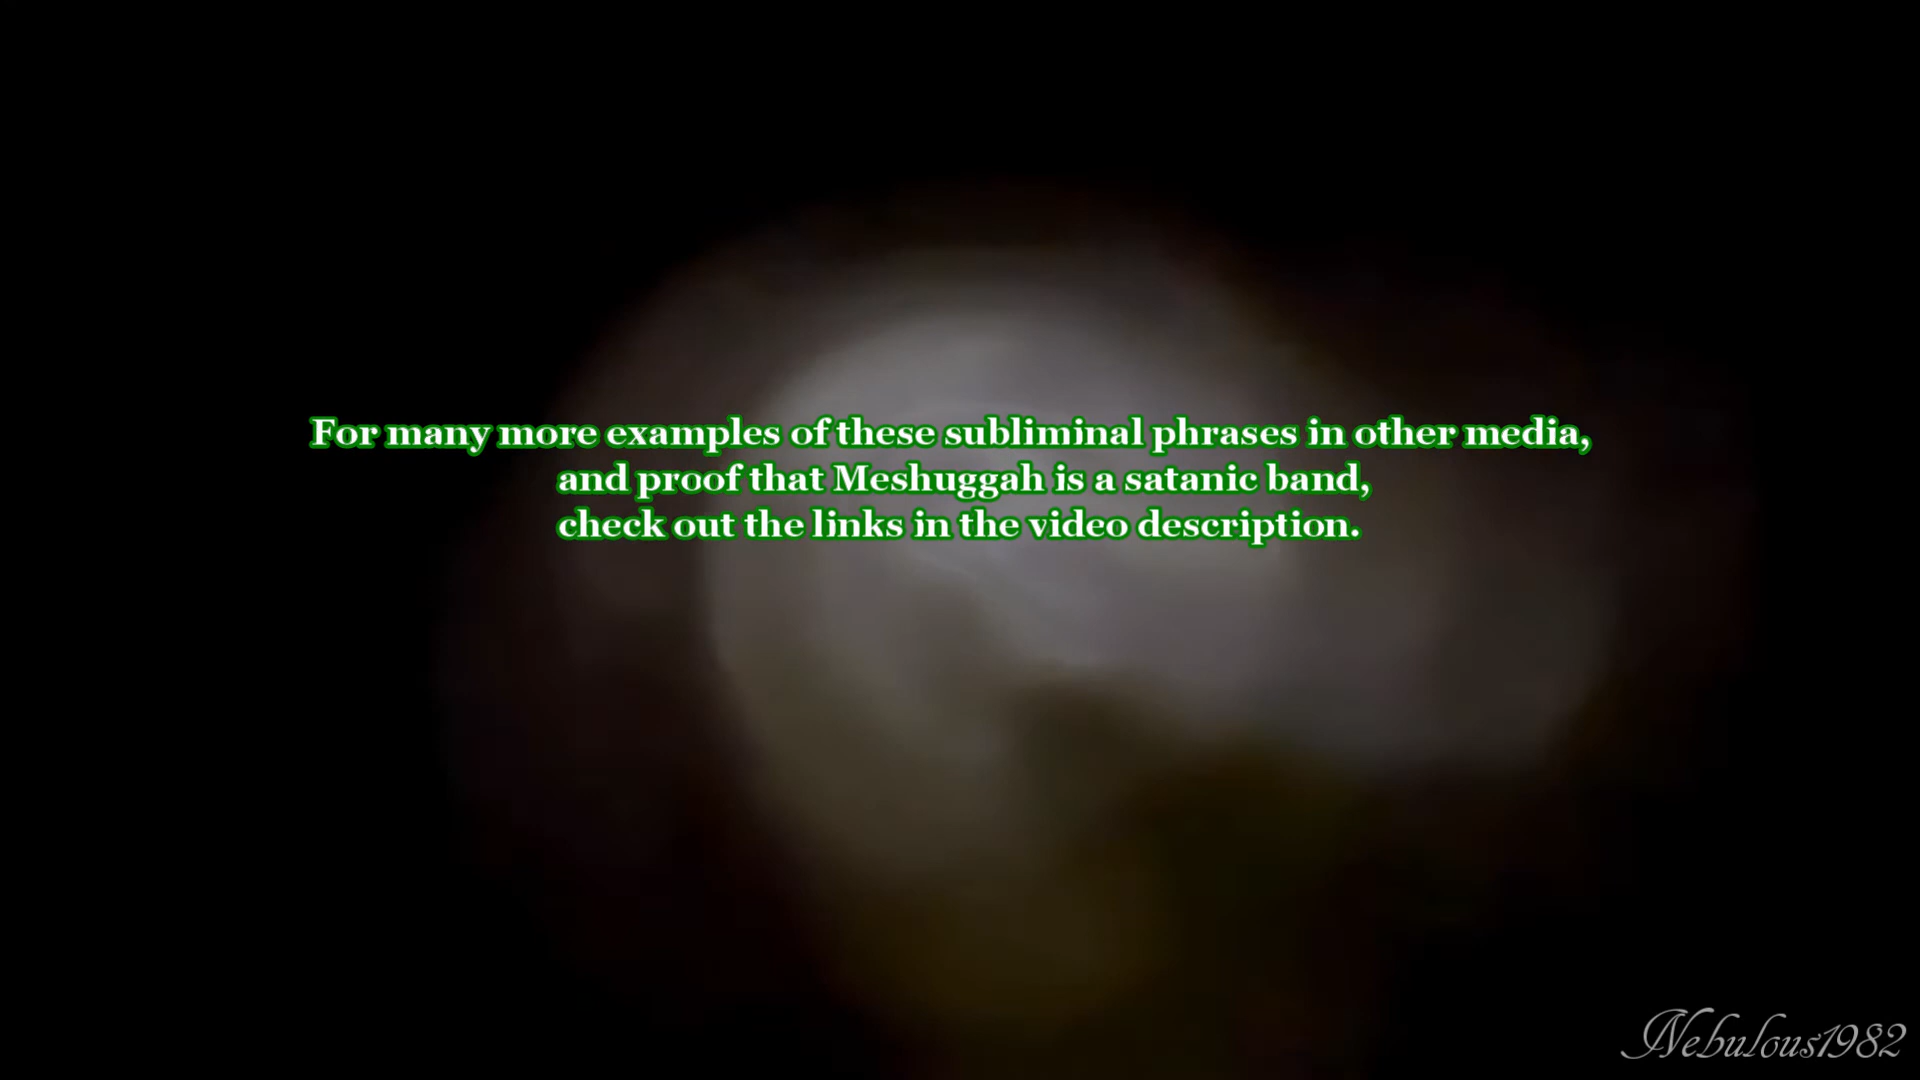 For many more examples of these subliminal phrases in other media,
and proof that Meshuggah is a satanic band,
check out the links in the video description.
Nebulous1982